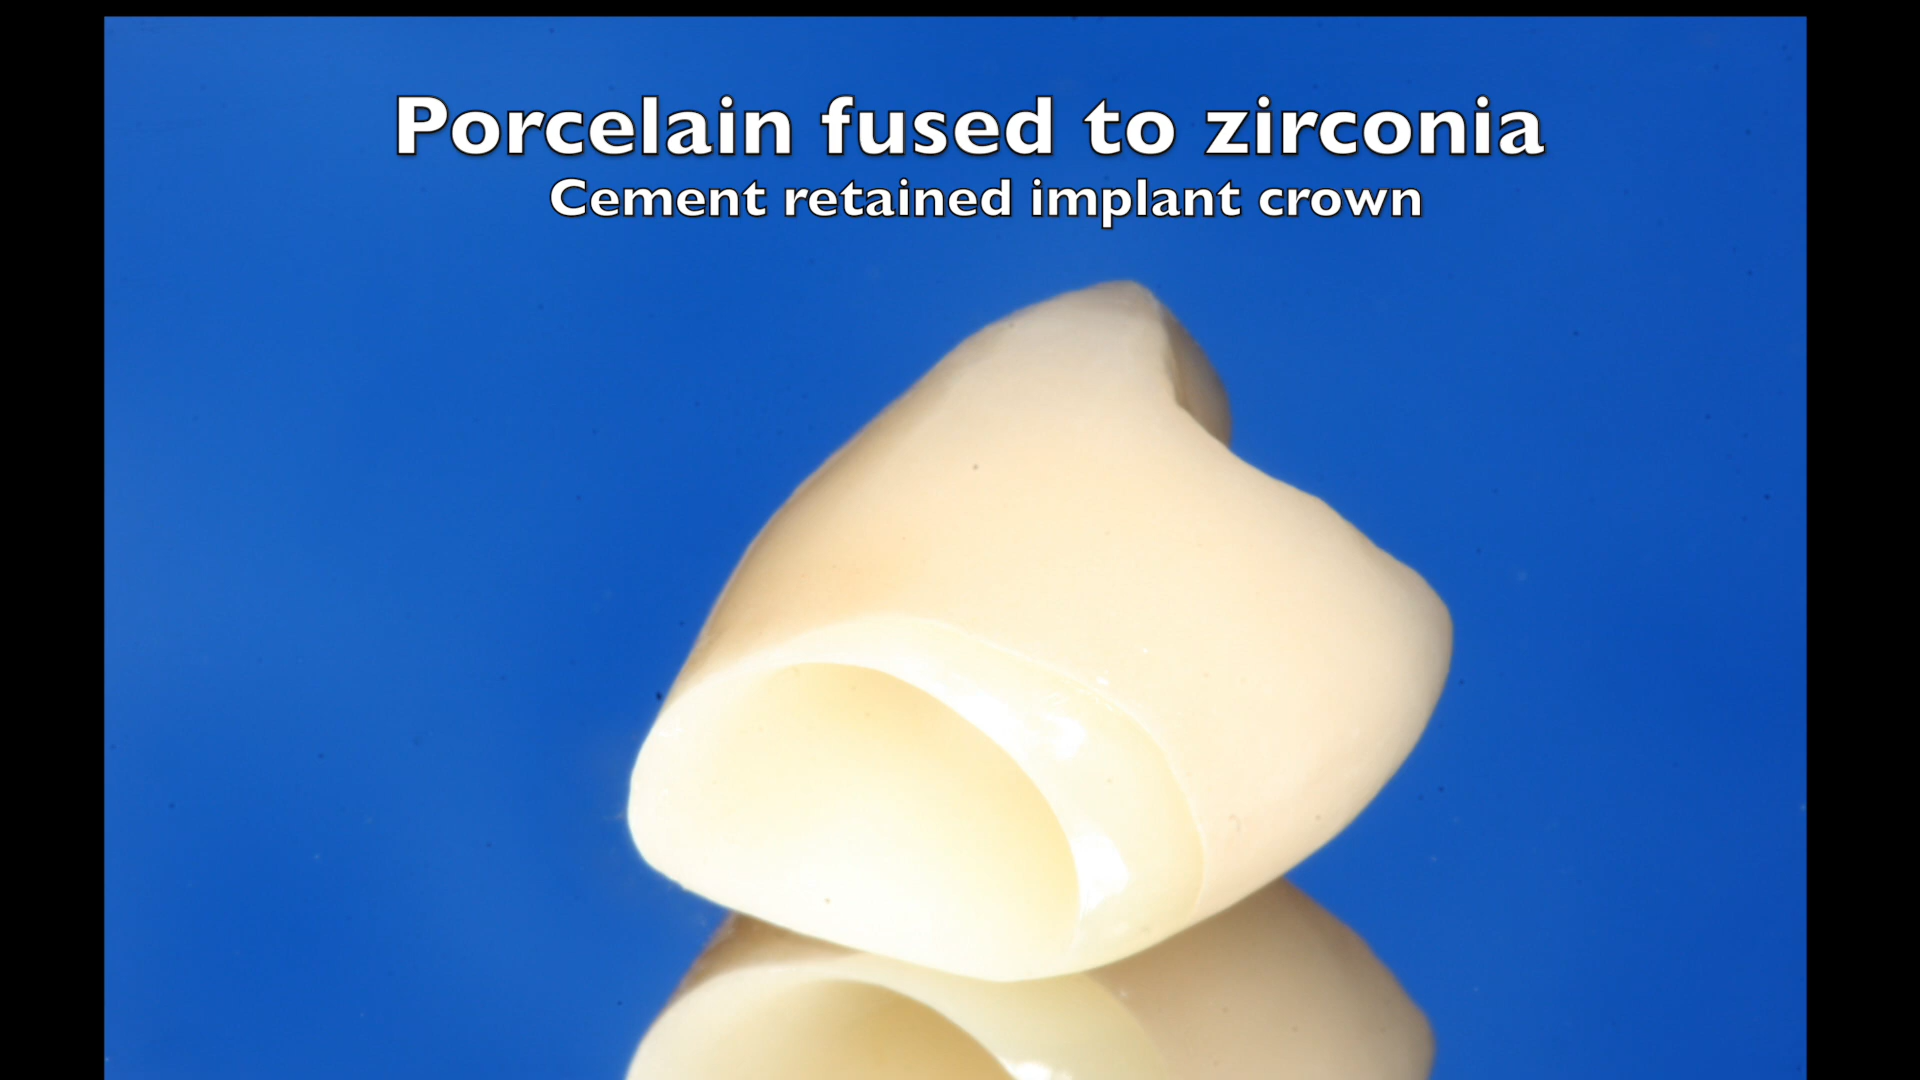 Porcelain fused to zirconia
Cement retained implant crown